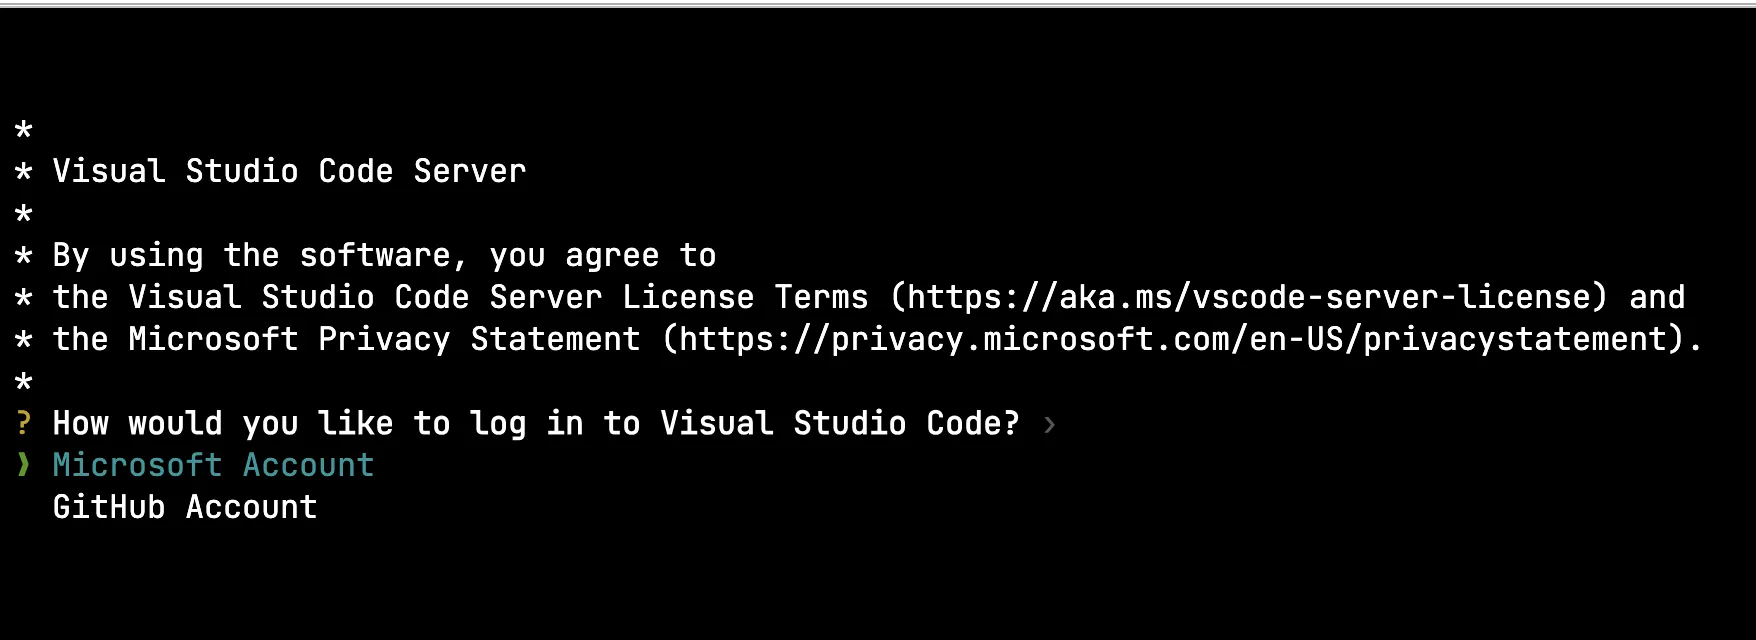 *
* Visual Studio Code Server
*
* By using the software, you agree to
* the Visual Studio Code Server License Terms (https://aka.ms/vscode-server-license) and
* the Microsoft Privacy Statement (https://privacy.microsoft.com/en-US/privacystatement).
*
? How would you like to log in to Visual Studio Code? ›
❯ Microsoft Account
GitHub Account